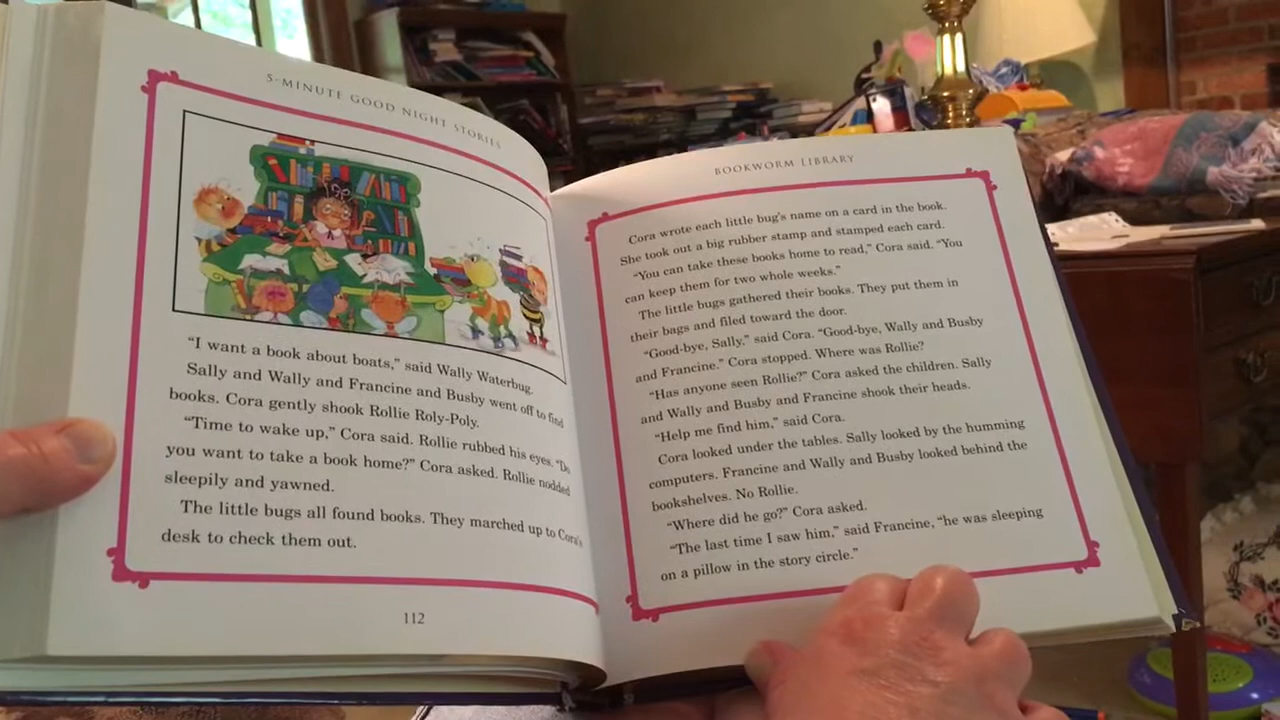 5-MINUTE GOOD NIGHT STORIES
"I want a book about boats," said Wally Waterbug.
Sally and Wally and Francine and Busby went off to find
books. Cora gently shook Rollie Roly-Poly.
"Time to wake up," Cora said. Rollie rubbed his eyes. "Do
you want to take a book home?" Cora asked. Rollie nodded
sleepily and yawned.
The little bugs all found books. They marched up to Cora's
desk to check them out.
112
BOOKWORM LIBRARY
Cora wrote each little bug's name on a card in the book.
She took out a big rubber stamp and stamped each card.
"You can take these books home to read," Cora said. "You
can keep them for two whole weeks."
The little bugs gathered their books. They put them in
their bags and filed toward the door.
"Good-bye, Sally," said Cora. "Good-bye, Wally and Busby
and Francine." Cora stopped. Where was Rollie?
"Has anyone seen Rollie?" Cora asked the children. Sally
and Wally and Busby and Francine shook their heads.
"Help me find him," said Cora.
Cora looked under the tables. Sally looked by the humming
computers. Francine and Wally and Busby looked behind the
bookshelves. No Rollie.
"Where did he go?" Cora asked.
"The last time I saw him," said Francine, "he was sleeping
on a pillow in the story circle."